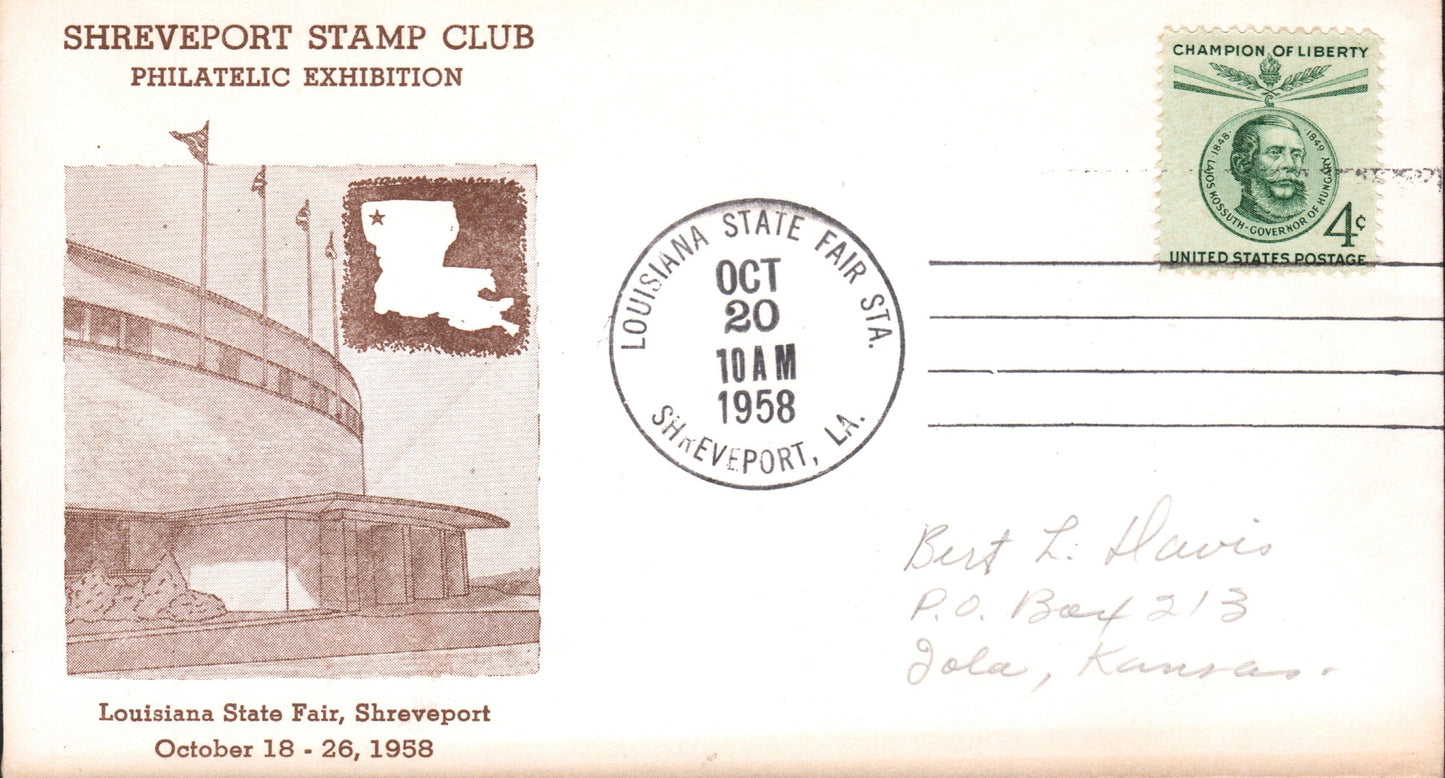 SHREVEPORT STAMP CLUB
PHILATELIC EXHIBITION
Louisiana State Fair, Shreveport
October 18 - 26, 1958
LOUISIANA STATE FAIR STA.
OCT
20
10 AM
1958
SHREVEPORT, LA.
CHAMPION OF LIBERTY
1848 · 1849
LAJOS KOSSUTH - GOVERNOR OF HUNGARY
4¢
UNITED STATES POSTAGE
Bert L. Davis
P.O. Box 213
Iola, Kansas.